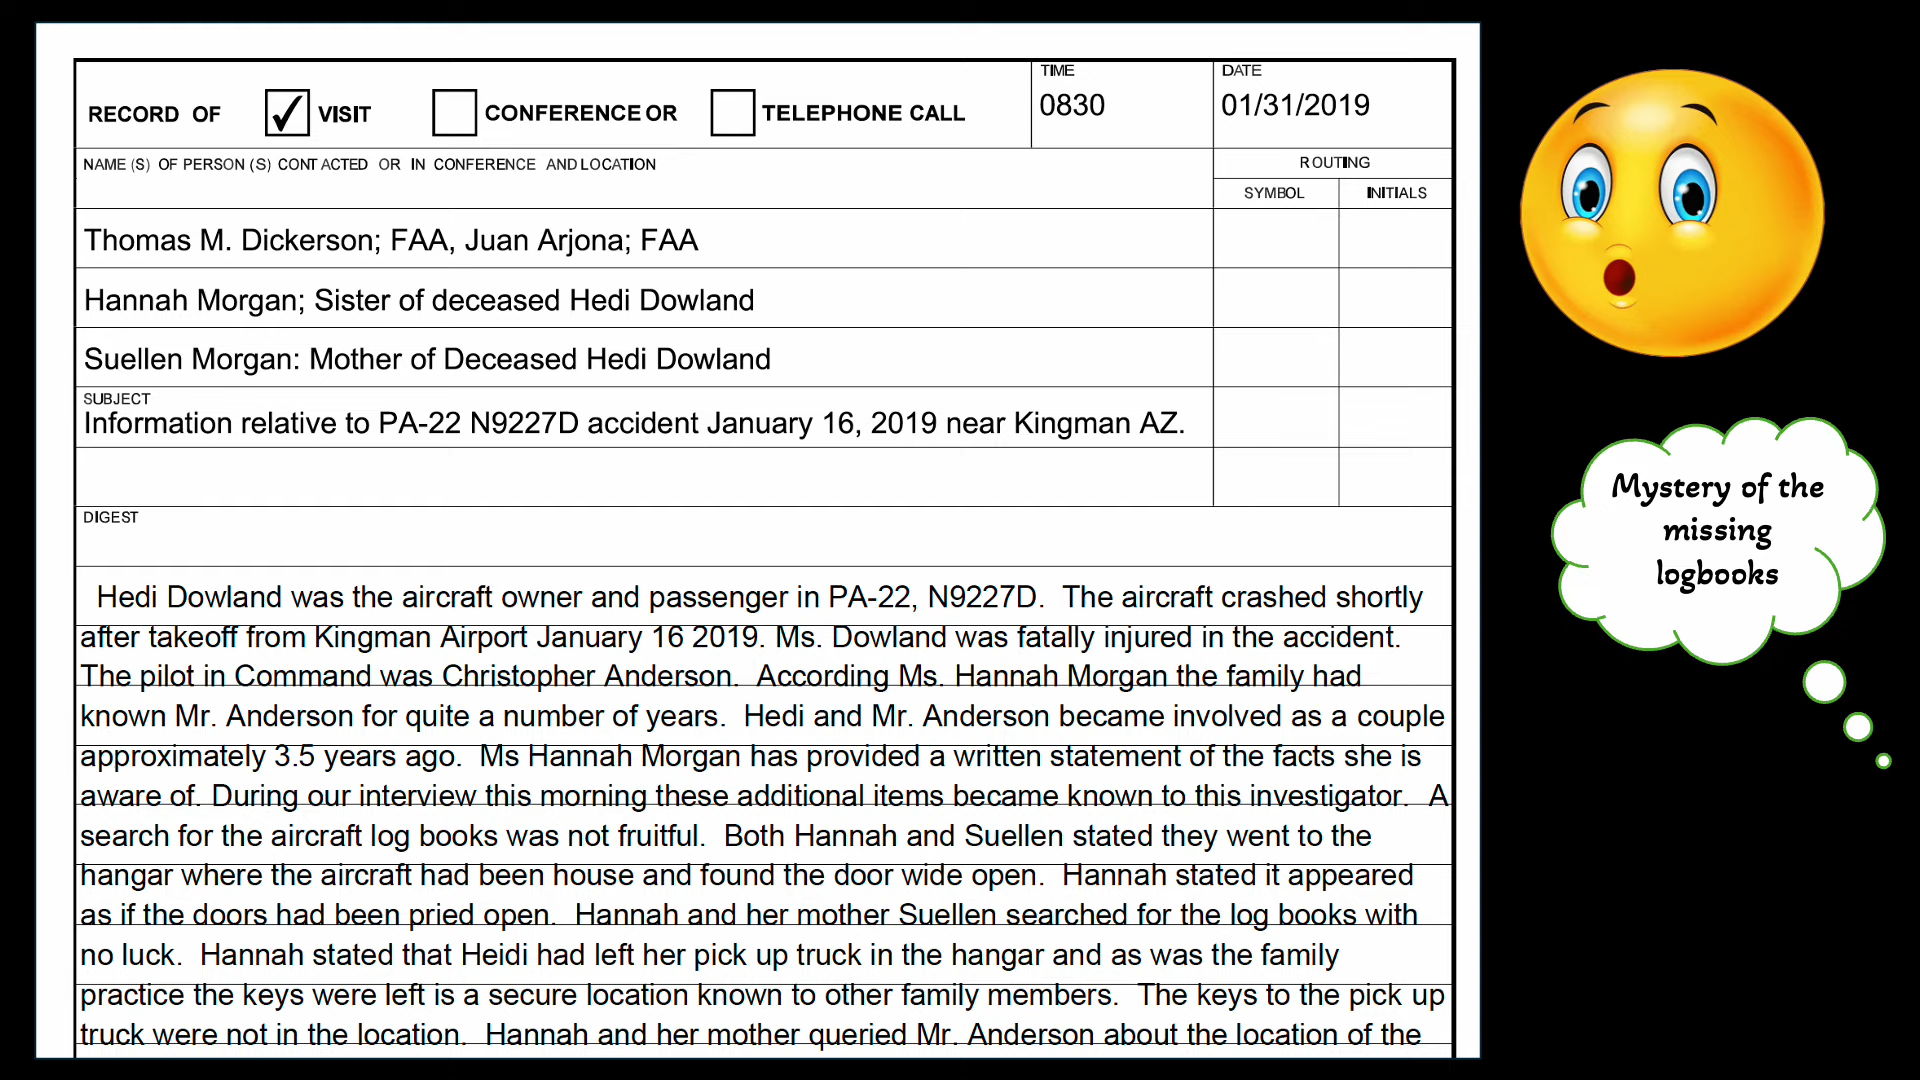 RECORD OF ✓ VISIT CONFERENCE OR TELEPHONE CALL
TIME
0830
DATE
01/31/2019
NAME (S) OF PERSON (S) CONTACTED OR IN CONFERENCE AND LOCATION
ROUTING
SYMBOL INITIALS
Thomas M. Dickerson; FAA, Juan Arjona; FAA
Hannah Morgan; Sister of deceased Hedi Dowland
Suellen Morgan: Mother of Deceased Hedi Dowland
SUBJECT
Information relative to PA-22 N9227D accident January 16, 2019 near Kingman AZ.
DIGEST
Hedi Dowland was the aircraft owner and passenger in PA-22, N9227D. The aircraft crashed shortly
after takeoff from Kingman Airport January 16 2019. Ms. Dowland was fatally injured in the accident.
The pilot in Command was Christopher Anderson. According Ms. Hannah Morgan the family had
known Mr. Anderson for quite a number of years. Hedi and Mr. Anderson became involved as a couple
approximately 3.5 years ago. Ms Hannah Morgan has provided a written statement of the facts she is
aware of. During our interview this morning these additional items became known to this investigator. A
search for the aircraft log books was not fruitful. Both Hannah and Suellen stated they went to the
hangar where the aircraft had been house and found the door wide open. Hannah stated it appeared
as if the doors had been pried open. Hannah and her mother Suellen searched for the log books with
no luck. Hannah stated that Heidi had left her pick up truck in the hangar and as was the family
practice the keys were left is a secure location known to other family members. The keys to the pick up
truck were not in the location. Hannah and her mother queried Mr. Anderson about the location of the
Mystery of the
missing
logbooks